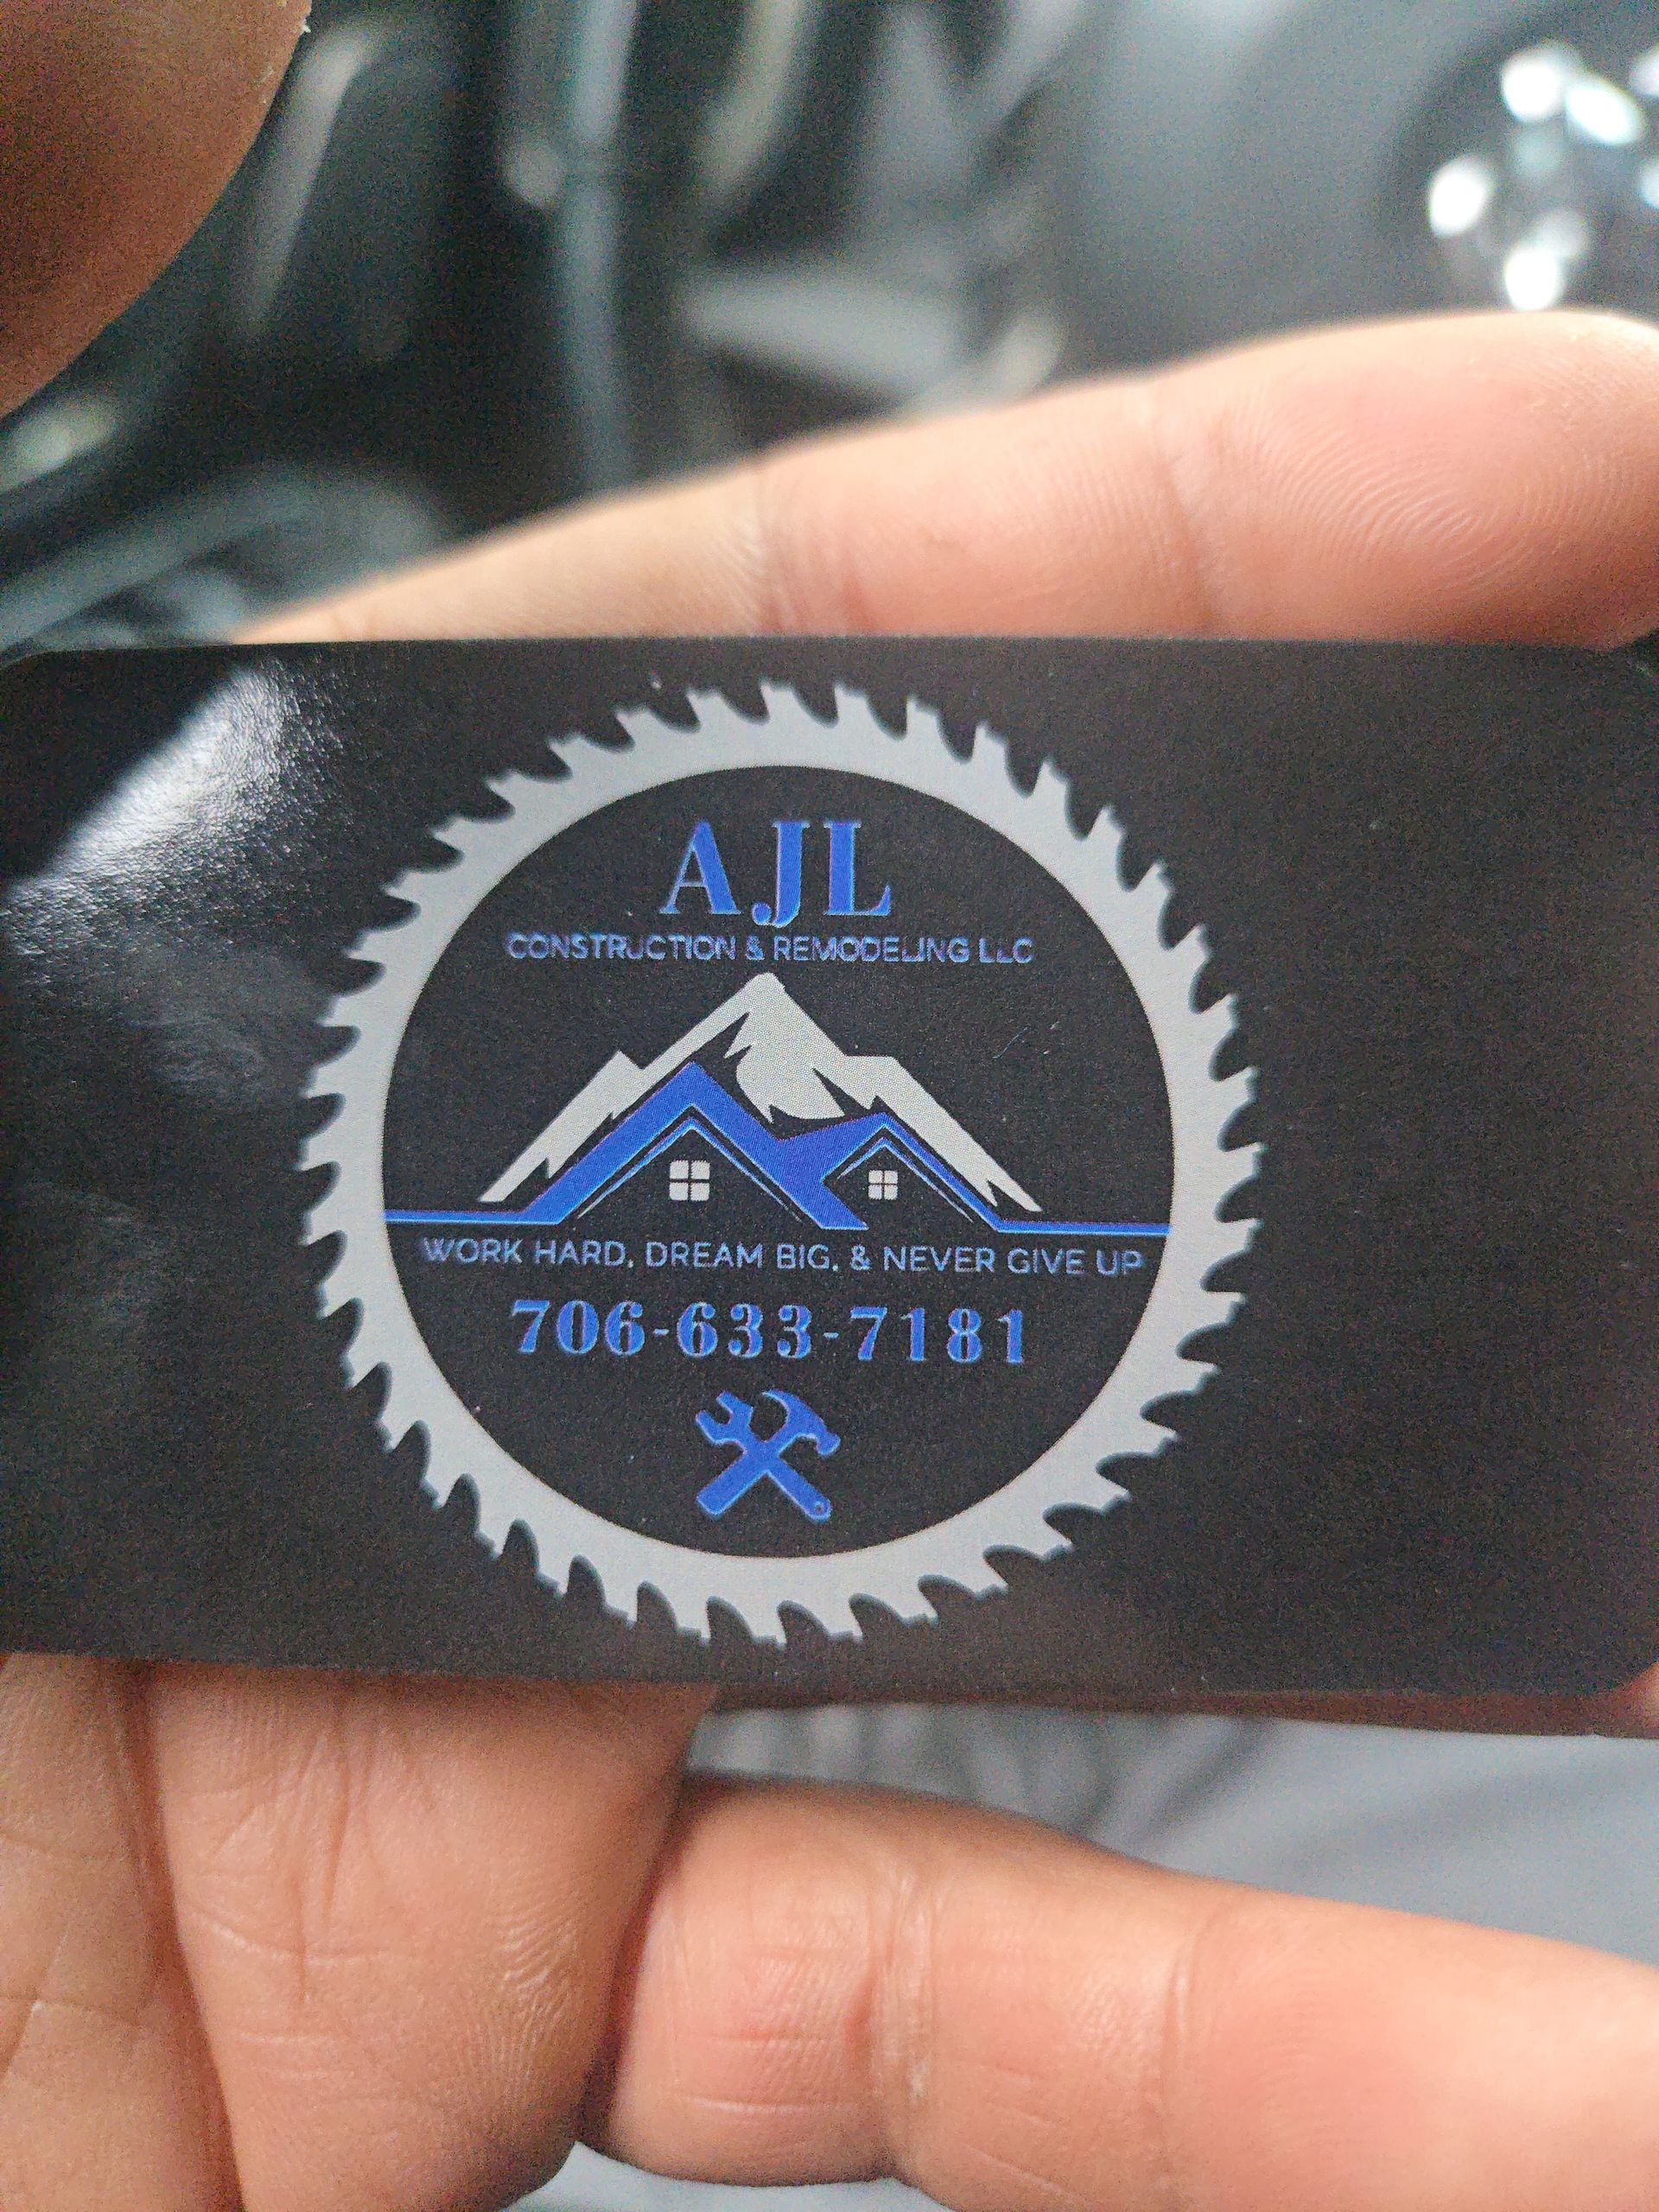 AJL
CONSTRUCTION & REMODELING LLC
WORK HARD, DREAM BIG, & NEVER GIVE UP
706-633-7181